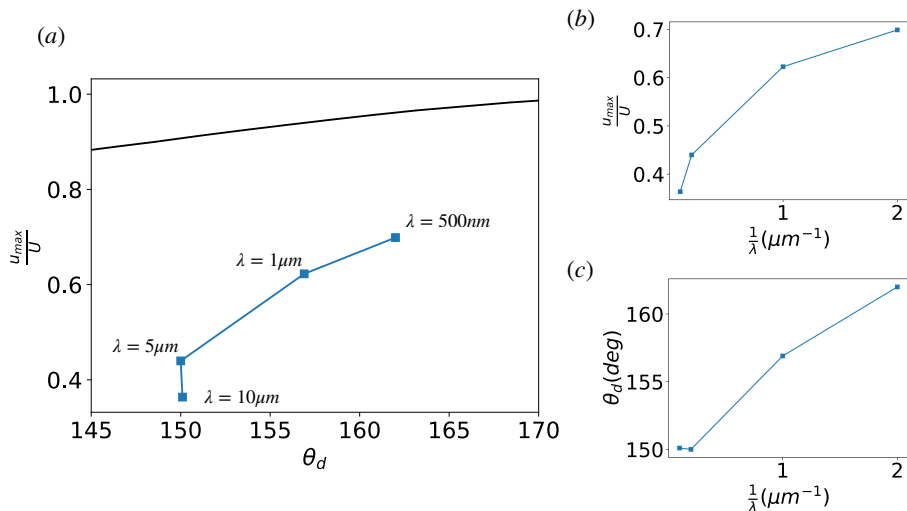 (a)
1.0
0.8
0.6
0.4
u_max/U
λ = 500nm
λ = 1μm
λ = 5μm
λ = 10μm
145 150 155 160 165 170
θ_d
(b)
0.7
0.6
0.5
0.4
u_max/U
1 2
1/λ (μm⁻¹)
(c)
160
155
150
θ_d(deg)
1 2
1/λ (μm⁻¹)